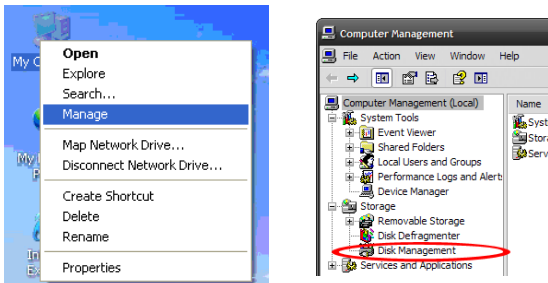 My C
Open
Explore
Search...
Manage
Map Network Drive...
Disconnect Network Drive...
Create Shortcut
Delete
Rename
Properties
My
P
In
Ex
Computer Management
File Action View Window Help
Computer Management (Local)
System Tools
Event Viewer
Shared Folders
Local Users and Groups
Performance Logs and Alerts
Device Manager
Storage
Removable Storage
Disk Defragmenter
Disk Management
Services and Applications
Name
Syst
Stora
Serv